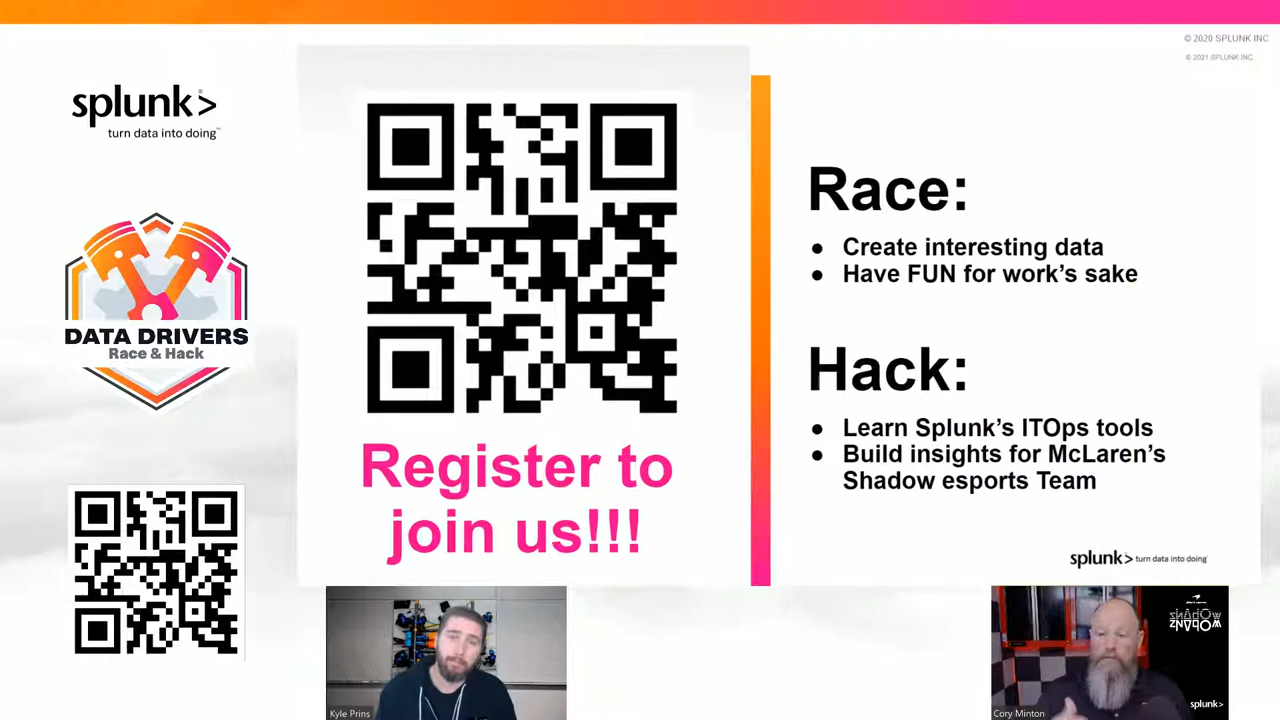 © 2020 SPLUNK INC
© 2021 SPLUNK INC
splunk>
turn data into doing™
DATA DRIVERS
Race & Hack
Register to
join us!!!
Race:
● Create interesting data
● Have FUN for work's sake
Hack:
● Learn Splunk's ITOps tools
● Build insights for McLaren's
Shadow esports Team
splunk> turn data into doing
Kyle Prins
Cory Minton
splunk>